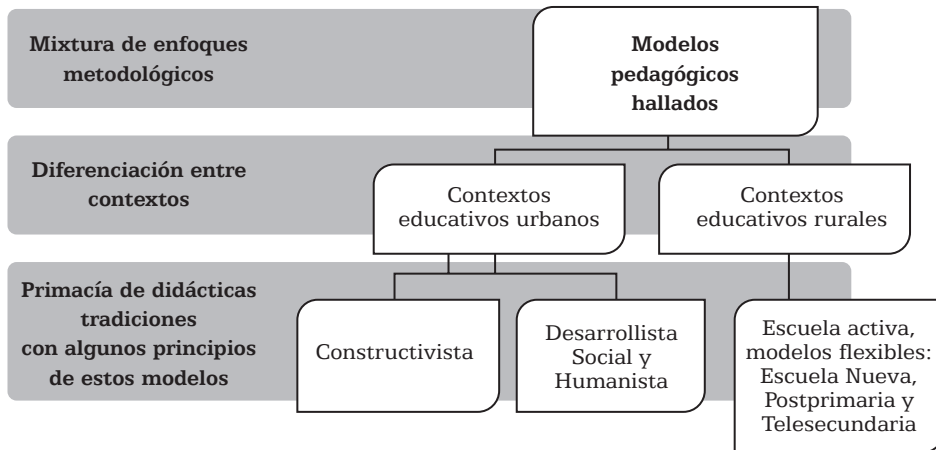 Mixtura de enfoques
metodológicos
Modelos
pedagógicos
hallados
Diferenciación entre
contextos
Contextos
educativos urbanos
Contextos
educativos rurales
Primacía de didácticas
tradiciones
con algunos principios
de estos modelos
Constructivista
Desarrollista
Social y
Humanista
Escuela activa,
modelos flexibles:
Escuela Nueva,
Postprimaria y
Telesecundaria